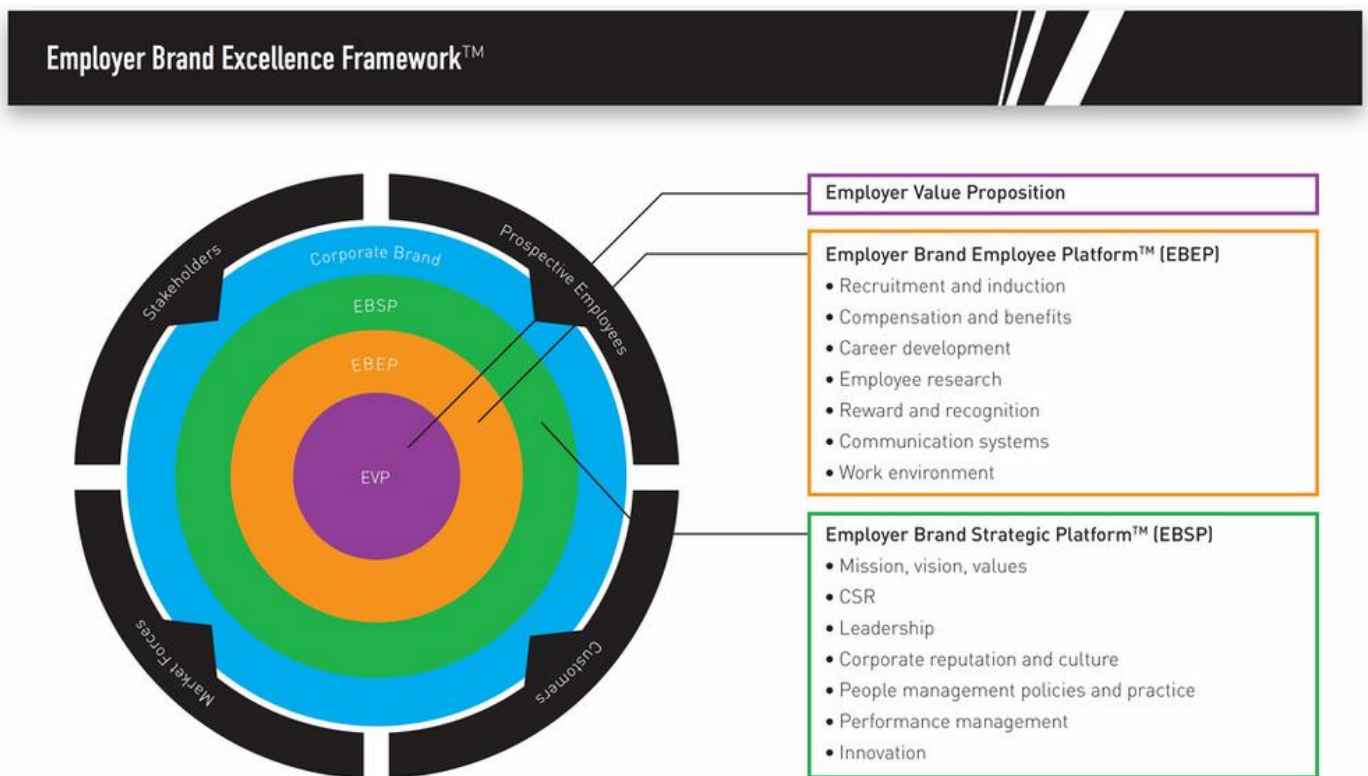 Employer Brand Excellence Framework™
Stakeholders
Prospective Employees
Corporate Brand
EBSP
EBEP
EVP
Market Forces
Customers
Employer Value Proposition
Employer Brand Employee Platform™ (EBEP)
• Recruitment and induction
• Compensation and benefits
• Career development
• Employee research
• Reward and recognition
• Communication systems
• Work environment
Employer Brand Strategic Platform™ (EBSP)
• Mission, vision, values
• CSR
• Leadership
• Corporate reputation and culture
• People management policies and practice
• Performance management
• Innovation